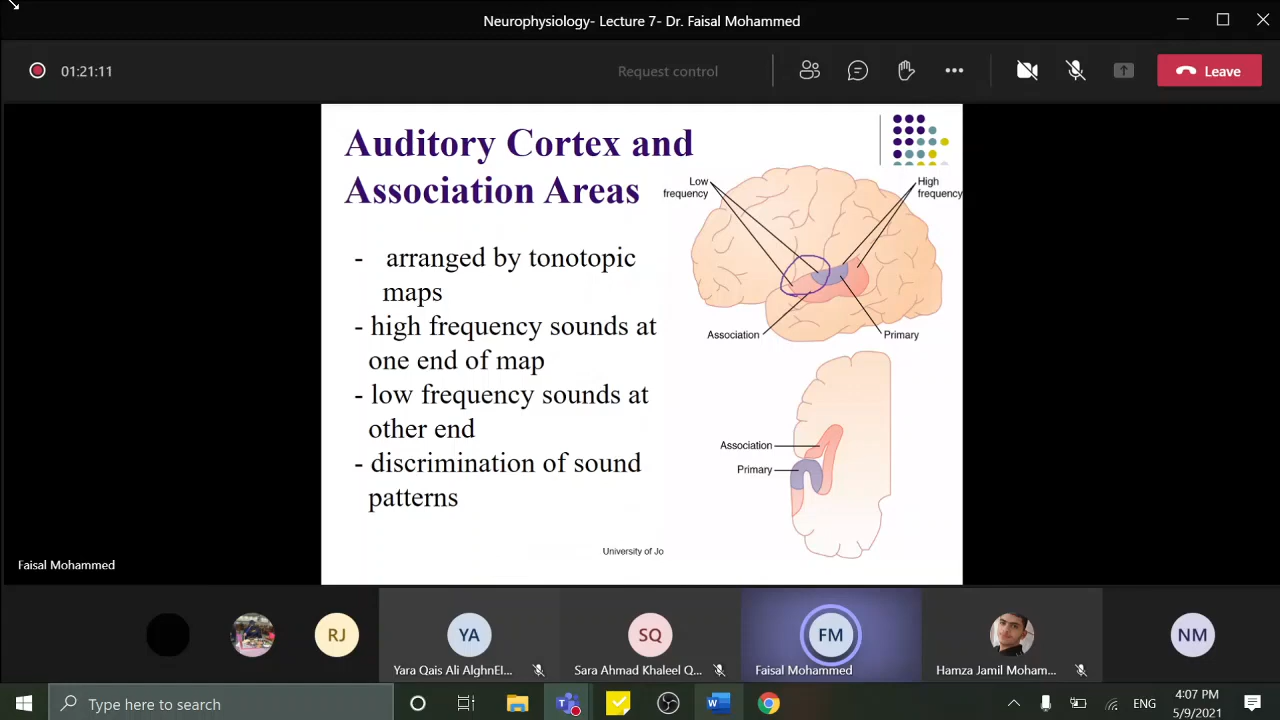 Neurophysiology- Lecture 7- Dr. Faisal Mohammed
01:21:11
Request control
Leave
Auditory Cortex and
Association Areas
- arranged by tonotopic
maps
- high frequency sounds at
one end of map
- low frequency sounds at
other end
- discrimination of sound
patterns
Low
frequency
High
frequency
Association
Primary
Association
Primary
University of Jo
Faisal Mohammed
RJ
YA
SQ
FM
NM
Yara Qais Ali AlghnEI...
Sara Ahmad Khaleel Q...
Faisal Mohammed
Hamza Jamil Moham...
Type here to search
ENG
4:07 PM
5/9/2021